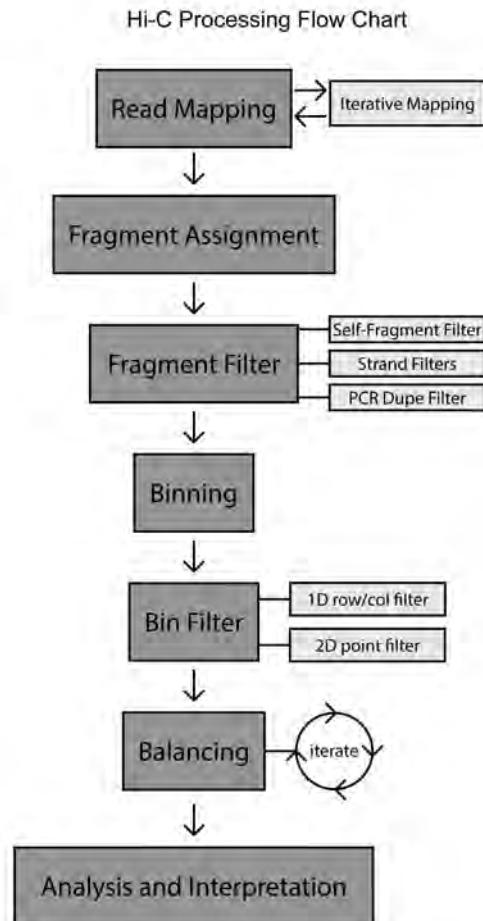 Hi-C Processing Flow Chart
Read Mapping
Iterative Mapping
Fragment Assignment
Fragment Filter
Self-Fragment Filter
Strand Filters
PCR Dupe Filter
Binning
Bin Filter
1D row/col filter
2D point filter
Balancing
iterate
Analysis and Interpretation